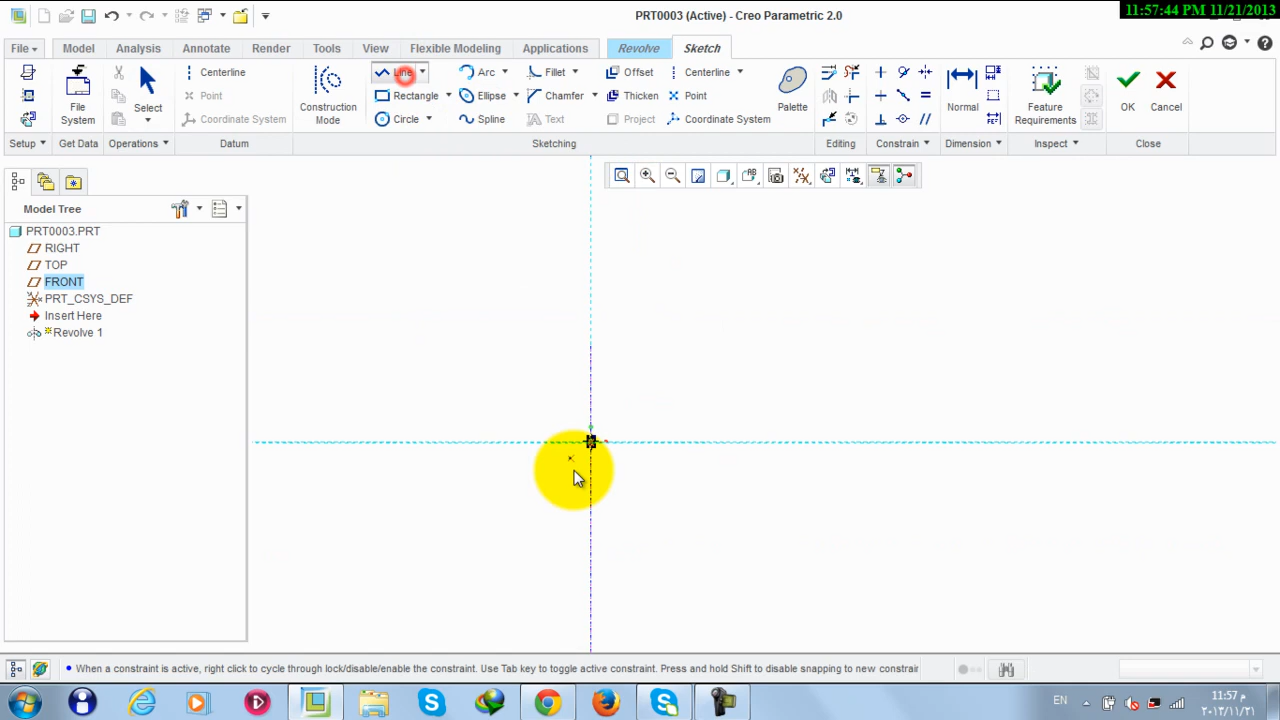 PRT0003 (Active) - Creo Parametric 2.0
11:57:44 PM 11/21/2013
File Model Analysis Annotate Render Tools View Flexible Modeling Applications Revolve Sketch
Centerline Line Arc Fillet Offset Centerline
Point Rectangle Ellipse Chamfer Thicken Point
Coordinate System Circle Spline Text Project Coordinate System
File System
Select
Construction Mode
Palette
Normal
Feature Requirements
OK
Cancel
Setup Get Data Operations Datum Sketching Editing Constrain Dimension Inspect Close
Model Tree
PRT0003.PRT
RIGHT
TOP
FRONT
PRT_CSYS_DEF
Insert Here
Revolve 1
When a constraint is active, right click to cycle through lock/disable/enable the constraint. Use Tab key to toggle active constraint. Press and hold Shift to disable snapping to new constrain
EN
11:57 م
٢٠١٣/١١/٢١